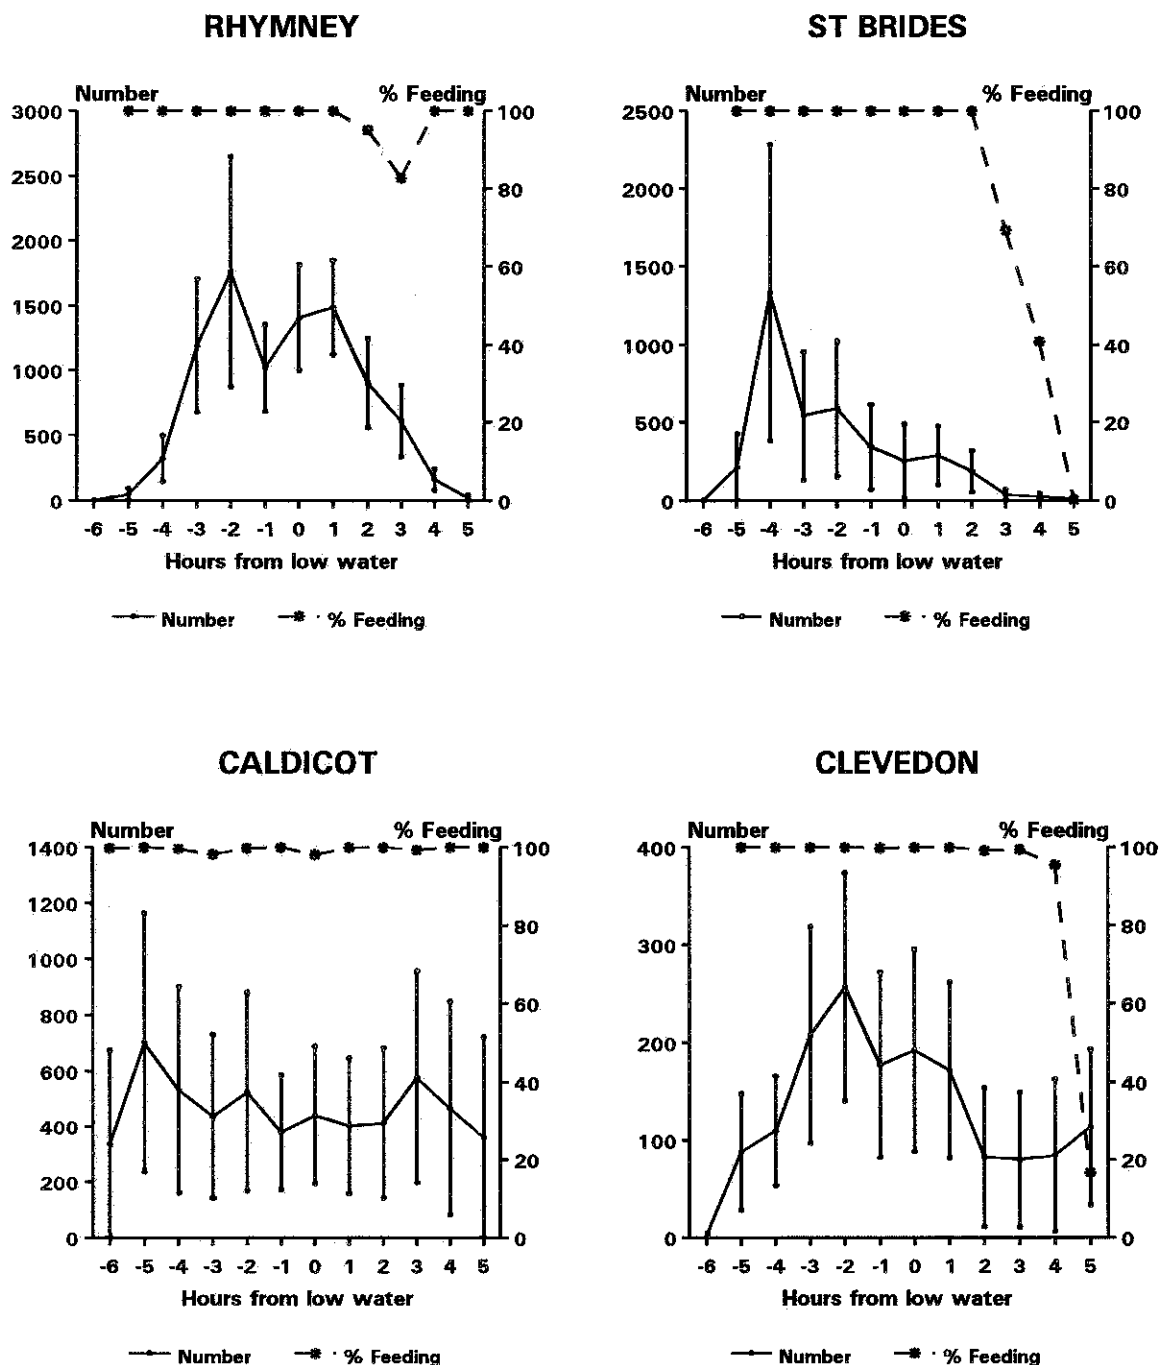 RHYMNEY
Number % Feeding
3000 100
2500 80
2000
1500 60
1000 40
500 20
0 0
-6 -5 -4 -3 -2 -1 0 1 2 3 4 5
Hours from low water
Number % Feeding
ST BRIDES
Number % Feeding
2500 100
2000 80
1500 60
1000 40
500 20
0 0
-6 -5 -4 -3 -2 -1 0 1 2 3 4 5
Hours from low water
Number % Feeding
CALDICOT
Number % Feeding
1400 100
1200 80
1000
800 60
600 40
400
200 20
0 0
-6 -5 -4 -3 -2 -1 0 1 2 3 4 5
Hours from low water
Number % Feeding
CLEVEDON
Number % Feeding
400 100
300 80
200 60
100 40
20
0 0
-6 -5 -4 -3 -2 -1 0 1 2 3 4 5
Hours from low water
Number % Feeding